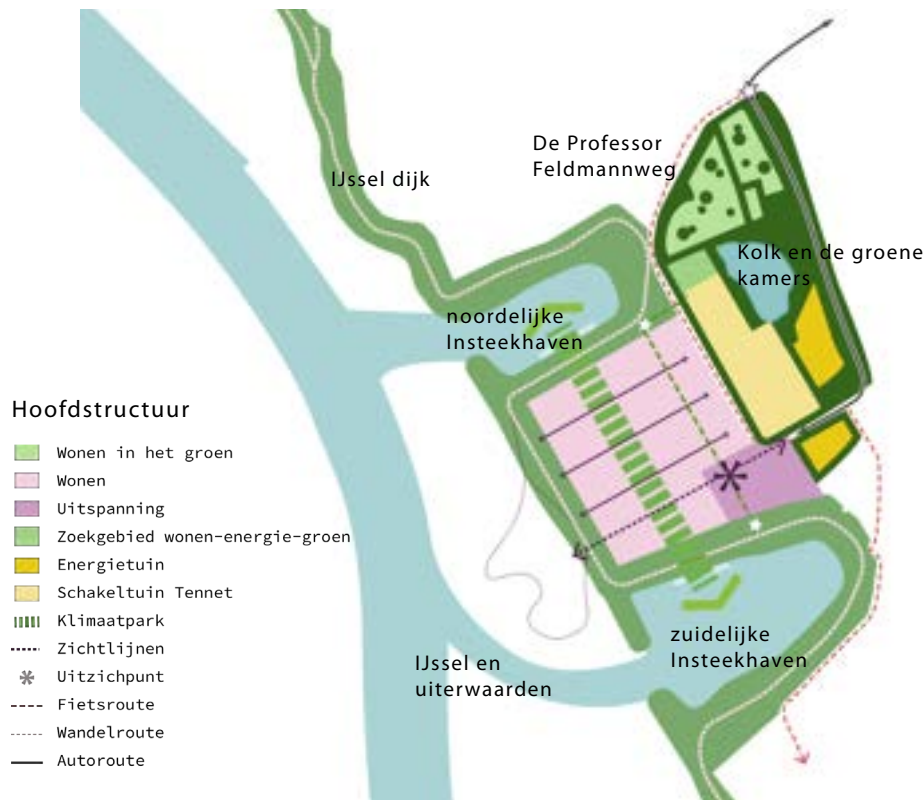 De Professor
Feldmannweg
IJssel dijk
Kolk en de groene
kamers
noordelijke
Insteekhaven
Hoofdstructuur
Wonen in het groen
Wonen
Uitspanning
Zoekgebied wonen-energie-groen
Energietuin
Schakeltuin Tennet
Klimaatpark
Zichtlijnen
Uitzichpunt
Fietsroute
Wandelroute
Autoroute
zuidelijke
Insteekhaven
IJssel en
uiterwaarden